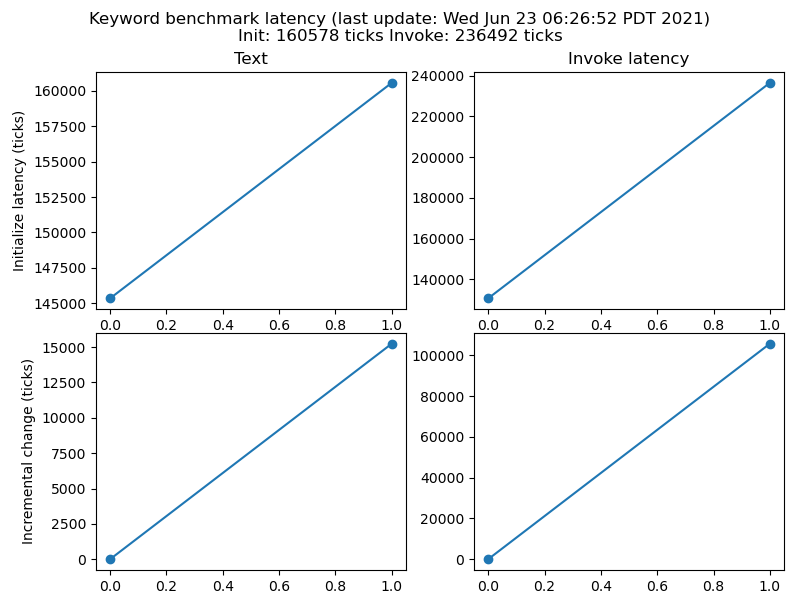 Keyword benchmark latency (last update: Wed Jun 23 06:26:52 PDT 2021)
Init: 160578 ticks Invoke: 236492 ticks
Text
Invoke latency
Initialize latency (ticks)
160000
157500
155000
152500
150000
147500
145000
0.0 0.2 0.4 0.6 0.8 1.0
240000
220000
200000
180000
160000
140000
0.0 0.2 0.4 0.6 0.8 1.0
Incremental change (ticks)
15000
12500
10000
7500
5000
2500
0
0.0 0.2 0.4 0.6 0.8 1.0
100000
80000
60000
40000
20000
0
0.0 0.2 0.4 0.6 0.8 1.0